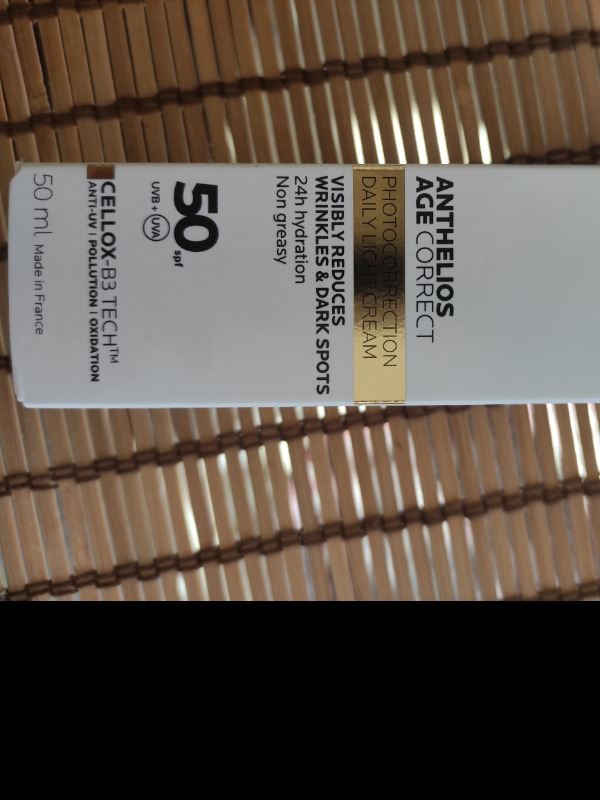 ANTHELIOS
AGE CORRECT
PHOTOCORRECTION
DAILY LIGHT CREAM
VISIBLY REDUCES
WRINKLES & DARK SPOTS
24h hydration
Non greasy
50 spf
UVB + UVA
CELLOX-B3 TECH™
ANTI-UV | POLLUTION | OXIDATION
50 ml Made in France